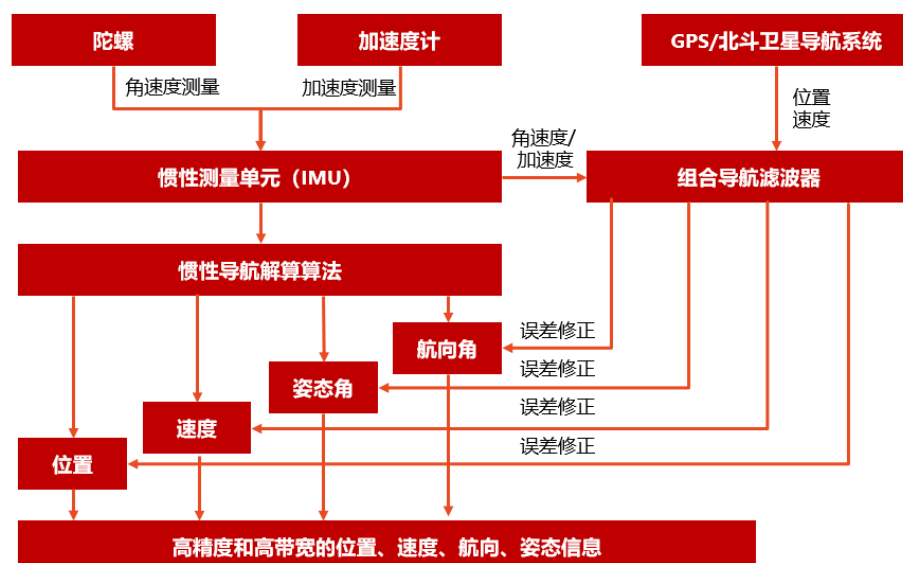 陀螺
加速度计
GPS/北斗卫星导航系统
角速度测量
加速度测量
位置
速度
角速度/
加速度
惯性测量单元（IMU）
组合导航滤波器
惯性导航解算算法
航向角
误差修正
姿态角
误差修正
速度
误差修正
位置
误差修正
高精度和高带宽的位置、速度、航向、姿态信息